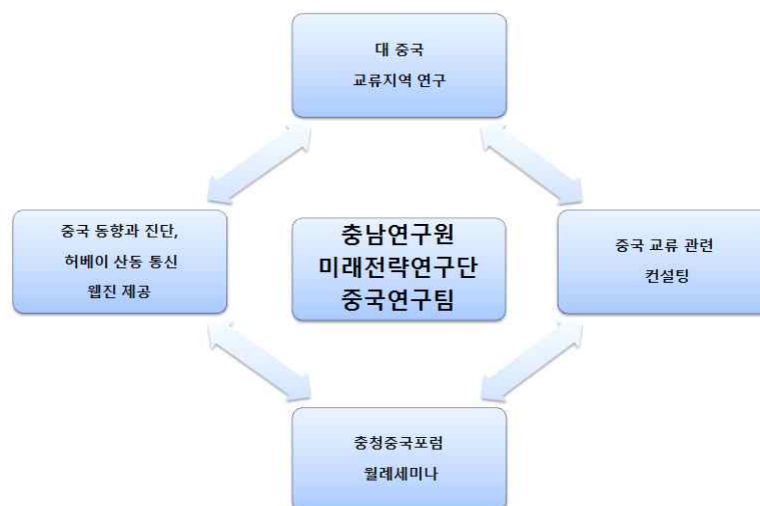 대 중국
교류지역 연구
중국 동향과 진단,
허베이 산동 통신
웹진 제공
충남연구원
미래전략연구단
중국연구팀
중국 교류 관련
컨설팅
충청중국포럼
월례세미나